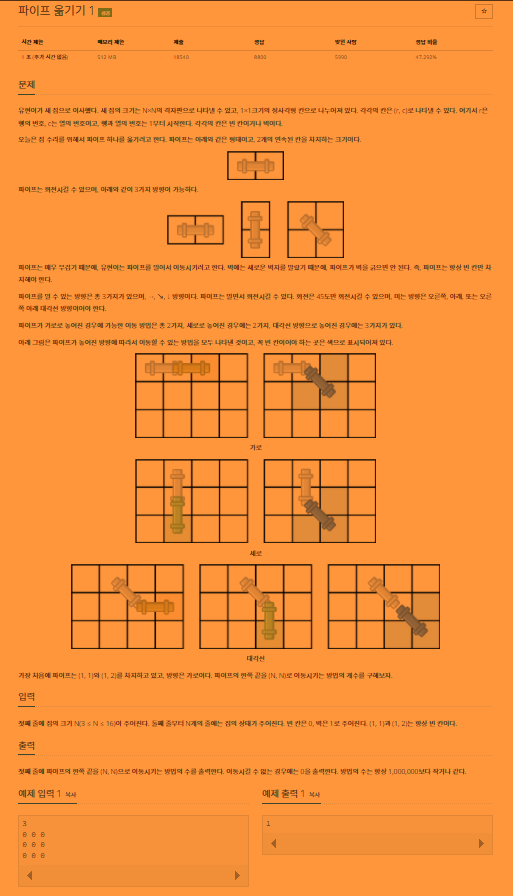 파이프 옮기기 1
시간 제한 메모리 제한 제출 정답 맞힌 사람 정답 비율
1 초 (추가 시간 없음) 512 MB 18540 8800 47.232%
문제
유현이가 새 집으로 이사했다. 새 집의 크기는 N×N의 격자판으로 나타낼 수 있고, 1×1크기의 정사각형 칸으로 나누어져 있다. 각각의 칸은 (r, c)로 나타낼 수 있다. 여기서 r은
행의 번호, c는 열의 번호이고, 행과 열의 번호는 1부터 시작한다. 각각의 칸은 빈 칸이거나 벽이다.
오늘은 집 수리를 위해서 파이프 하나를 옮기려고 한다. 파이프는 아래와 같은 형태이고, 2개의 연속된 칸을 차지하는 크기이다.
파이프는 회전시킬 수 있으며, 아래와 같이 3가지 방향이 가능하다.
파이프는 매우 무겁기 때문에, 유현이는 파이프를 밀어서 이동시키려고 한다. 벽에는 새로운 벽지를 발랐기 때문에, 파이프가 벽을 긁으면 안 된다. 즉, 파이프는 항상 빈 칸만 차
지해야 한다.
파이프를 밀 수 있는 방향은 총 3가지가 있으며, →, ↘, ↓ 방향이다. 파이프는 밀면서 회전시킬 수 있다. 회전은 45도만 회전시킬 수 있으며, 미는 방향은 오른쪽, 아래, 또는 오른
쪽 아래 대각선 방향이어야 한다.
파이프가 가로로 놓여진 경우에 가능한 이동 방법은 총 2가지, 세로로 놓여진 경우에는 2가지, 대각선 방향으로 놓여진 경우에는 3가지가 있다.
아래 그림은 파이프가 놓여진 방향에 따라서 이동할 수 있는 방법을 모두 나타낸 것이고, 꼭 빈 칸이어야 하는 곳은 색으로 표시되어져 있다.
가로
세로
대각선
가장 처음에 파이프는 (1, 1)와 (1, 2)를 차지하고 있고, 방향은 가로이다. 파이프의 한쪽 끝을 (N, N)로 이동시키는 방법의 개수를 구해보자.
입력
첫째 줄에 집의 크기 N(3 ≤ N ≤ 16)이 주어진다. 둘째 줄부터 N개의 줄에는 집의 상태가 주어진다. 빈 칸은 0, 벽은 1로 주어진다. (1, 1)과 (1, 2)는 항상 빈 칸이다.
출력
첫째 줄에 파이프의 한쪽 끝을 (N, N)으로 이동시키는 방법의 수를 출력한다. 이동시킬 수 없는 경우에는 0을 출력한다. 방법의 수는 항상 1,000,000보다 작거나 같다.
예제 입력 1 복사 예제 출력 1 복사
3 1
0 0 0
0 0 0
0 0 0